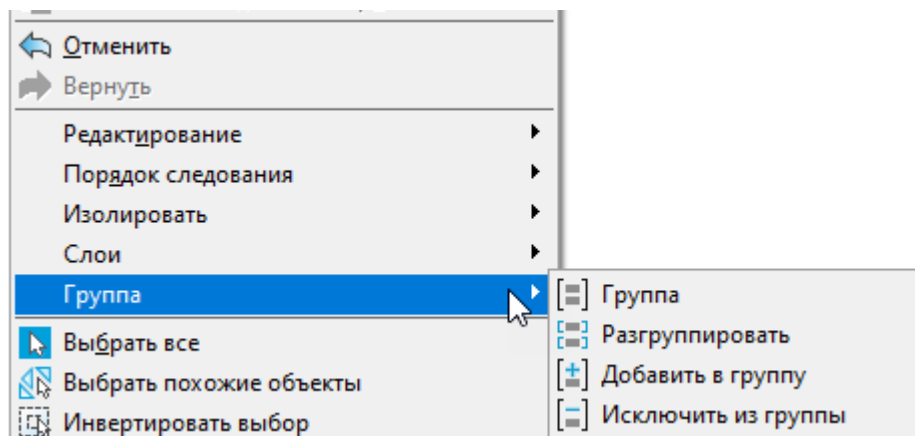 Отменить
Вернуть
Редактирование
Порядок следования
Изолировать
Слои
Группа
Группа
Разгруппировать
Выбрать все
Добавить в группу
Выбрать похожие объекты
Исключить из группы
Инвертировать выбор